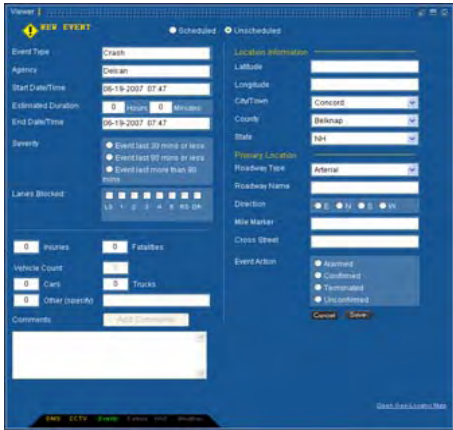 Viewer
NEW EVENT
Scheduled
Unscheduled
Event Type
Crash
Agency
Delcan
Start Date/Time
06-19-2007 07:47
Estimated Duration
0 Hours 0 Minutes
End Date/Time
06-19-2007 07:47
Severity
Event last 30 mins or less
Event last 90 mins or less
Event last more than 90 mins
Lanes Blocked
LS 1 2 3 4 5 RS
0 Injuries
0 Fatalities
Vehicle Count
0 Cars
0 Trucks
0 Other (specify)
Comments
Add Comments
Location Information
Latitude
Longitude
City/Town
Concord
County
Belknap
State
NH
Primary Location
Roadway Type
Arterial
Roadway Name
Direction
E N S W
Mile Marker
Cross Street
Event Action
Alarmed
Confirmed
Terminated
Unconfirmed
Cancel Save
DMS CCTV Events Weather